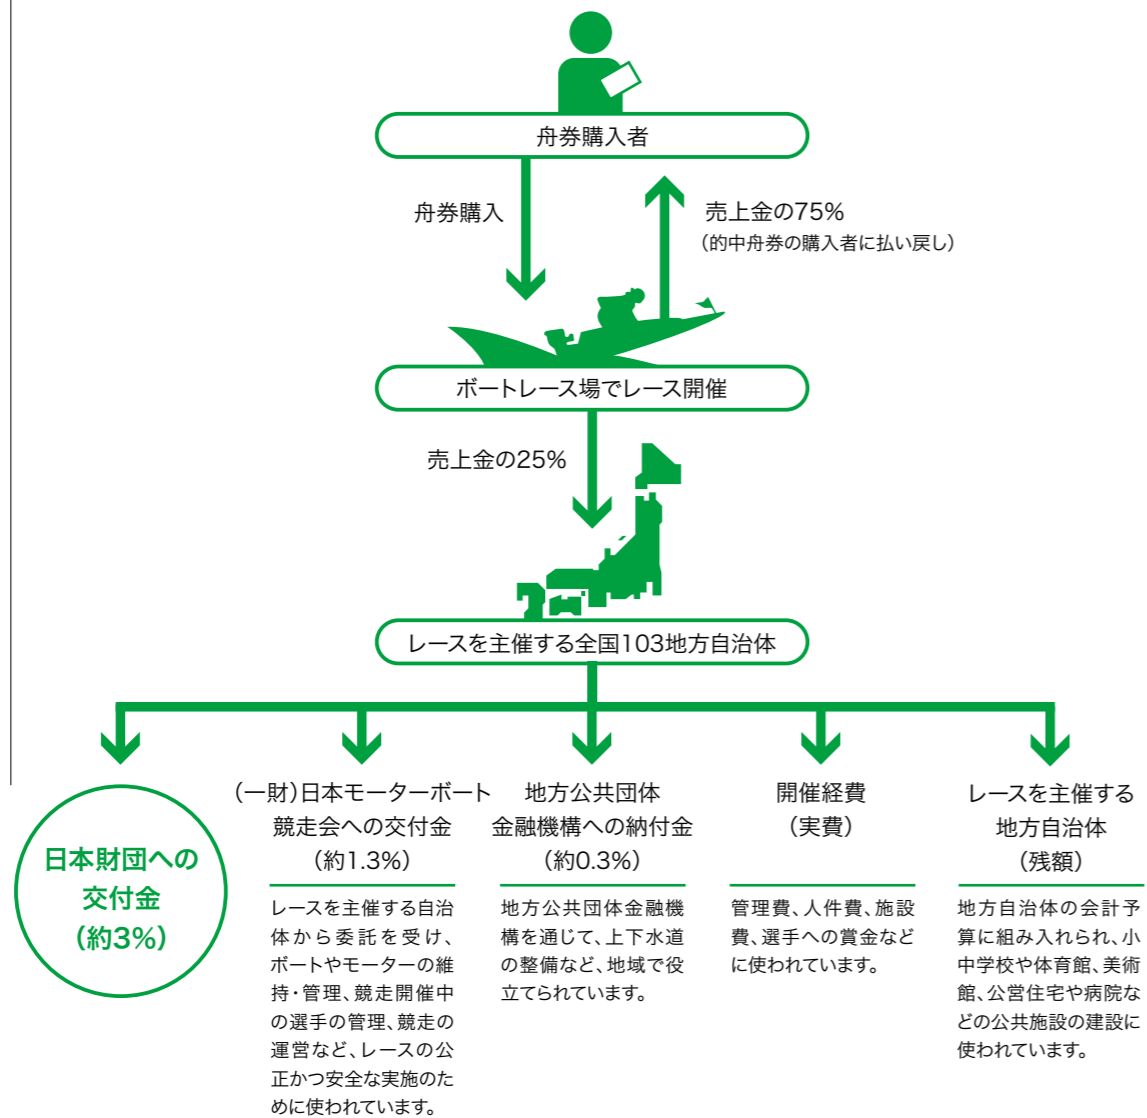 舟券購入者
舟券購入
売上金の75%
（的中舟券の購入者に払い戻し）
ボートレース場でレース開催
売上金の25%
レースを主催する全国103地方自治体
日本財団への
交付金
（約3%）
（一財）日本モーターボート
競走会への交付金
（約1.3%）
レースを主催する自治
体から委託を受け、
ボートやモーターの維
持・管理、競走開催中
の選手の管理、競走の
運営など、レースの公
正かつ安全な実施のた
めに使われています。
地方公共団体
金融機構への納付金
（約0.3%）
地方公共団体金融機
構を通じて、上下水道
の整備など、地域で役
立てられています。
開催経費
（実費）
管理費、人件費、施設
費、選手への賞金など
に使われています。
レースを主催する
地方自治体
（残額）
地方自治体の会計予
算に組み入れられ、小
中学校や体育館、美術
館、公営住宅や病院な
どの公共施設の建設に
使われています。